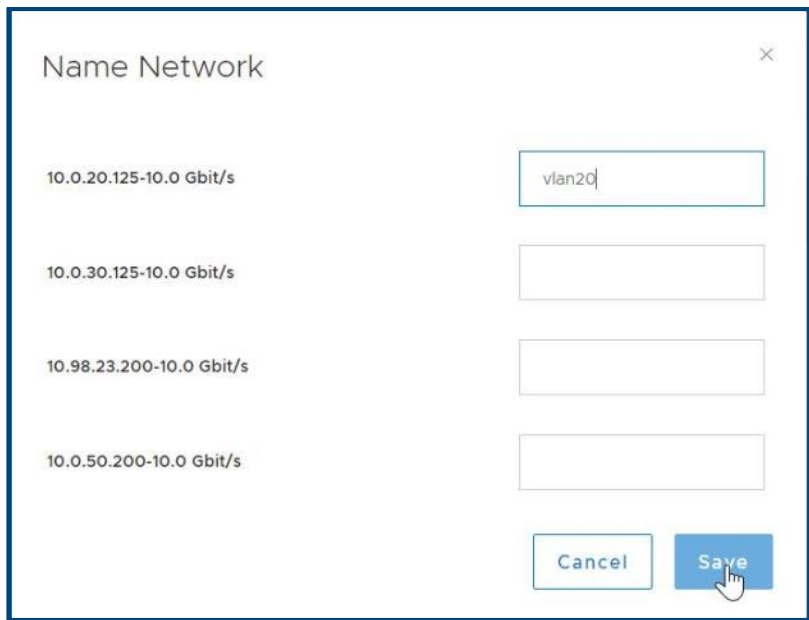 Name Network
10.0.20.125-10.0 Gbit/s
vlan20
10.0.30.125-10.0 Gbit/s
10.98.23.200-10.0 Gbit/s
10.0.50.200-10.0 Gbit/s
Cancel
Save